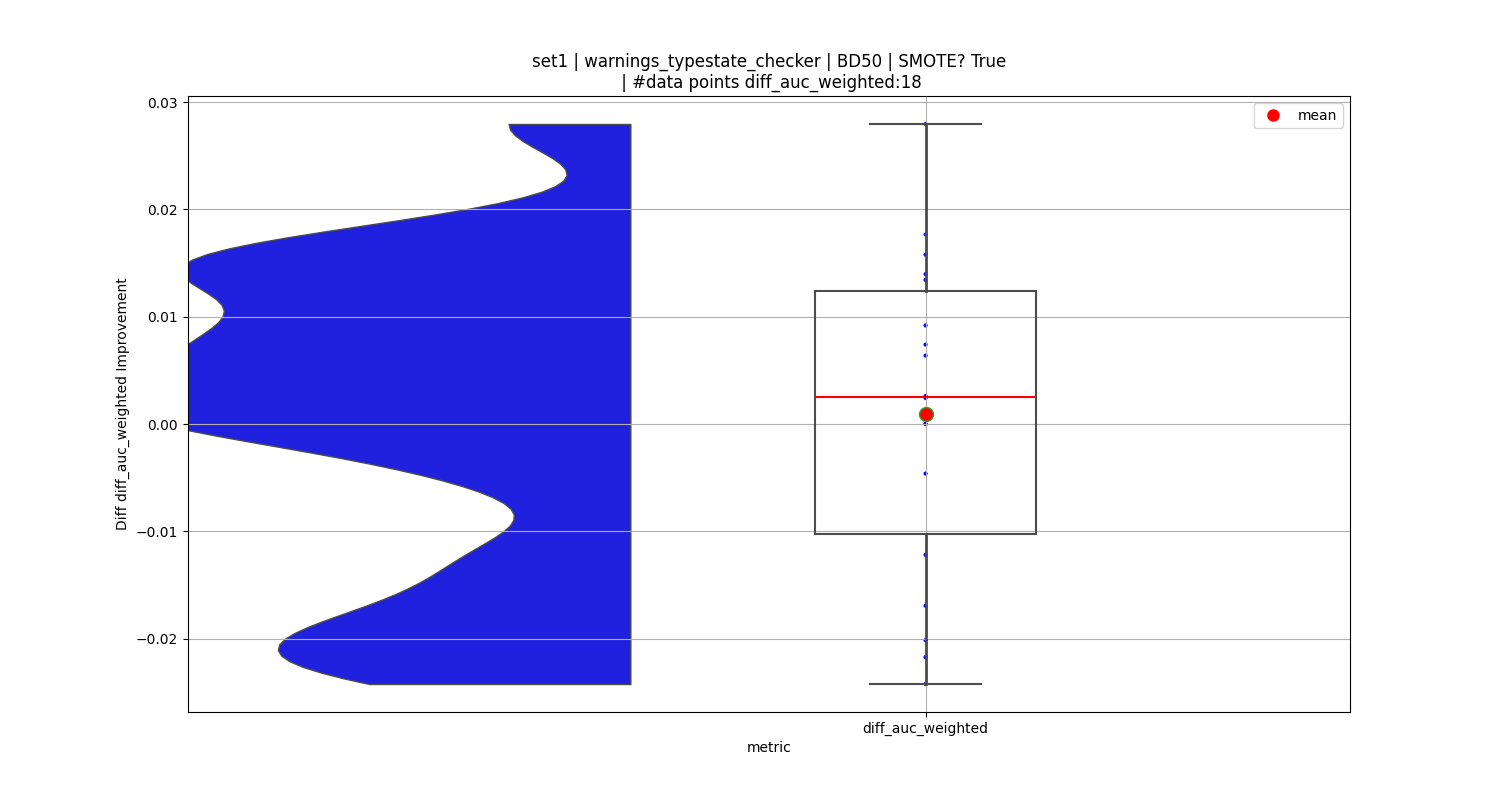 set1 | warnings_typestate_checker | BD50 | SMOTE? True
| #data points diff_auc_weighted:18
mean
0.03
0.02
0.01
0.00
−0.01
−0.02
Diff diff_auc_weighted Improvement
diff_auc_weighted
metric